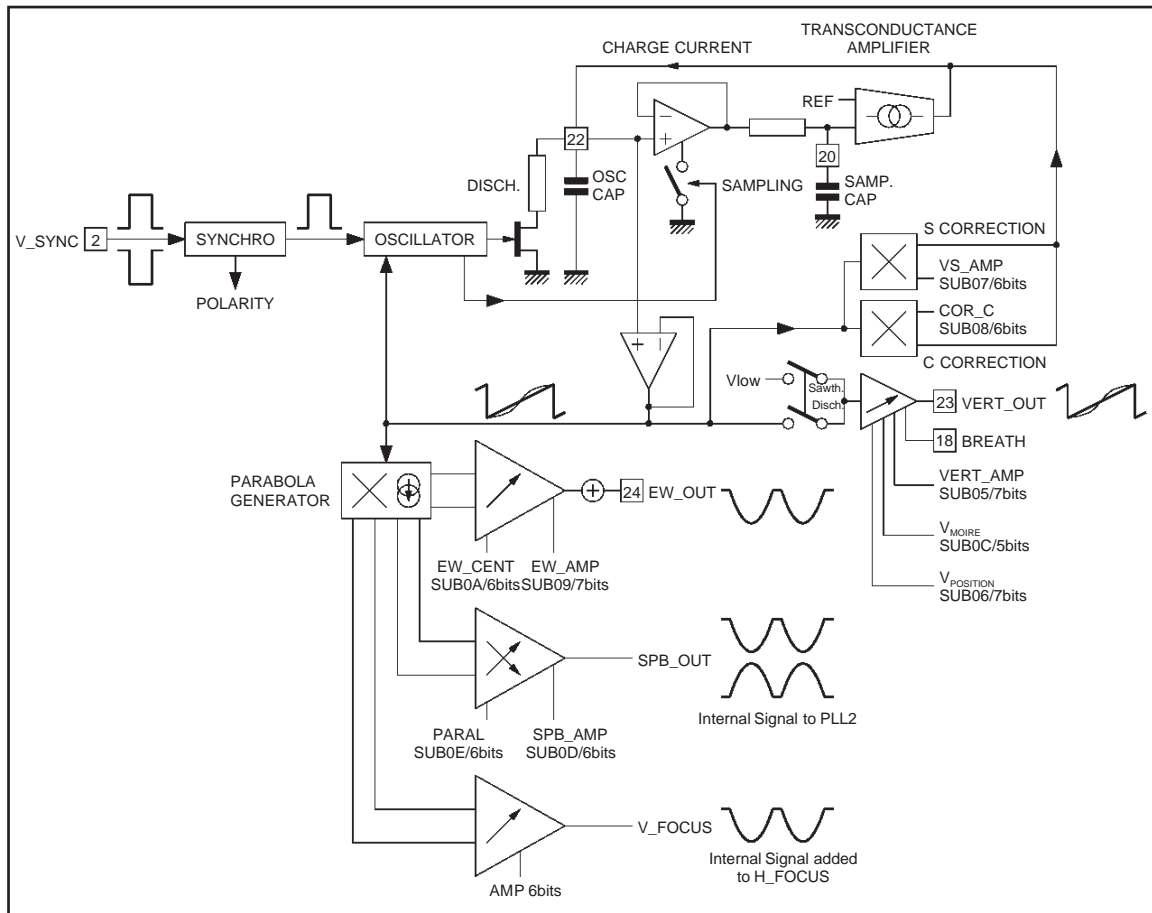 TRANSCONDUCTANCE
AMPLIFIER
CHARGE CURRENT
REF
22
20
DISCH.
OSC
CAP
SAMPLING
SAMP.
CAP
V_SYNC
2
SYNCHRO
OSCILLATOR
POLARITY
S CORRECTION
VS_AMP
SUB07/6bits
COR_C
SUB08/6bits
C CORRECTION
Vlow
Sawth.
Disch.
23
VERT_OUT
18
BREATH
VERT_AMP
SUB05/7bits
VMOIRE
SUB0C/5bits
VPOSITION
SUB06/7bits
PARABOLA
GENERATOR
24
EW_OUT
EW_CENT
SUB0A/6bits
EW_AMP
SUB09/7bits
SPB_OUT
Internal Signal to PLL2
PARAL
SUB0E/6bits
SPB_AMP
SUB0D/6bits
V_FOCUS
Internal Signal added
to H_FOCUS
AMP 6bits